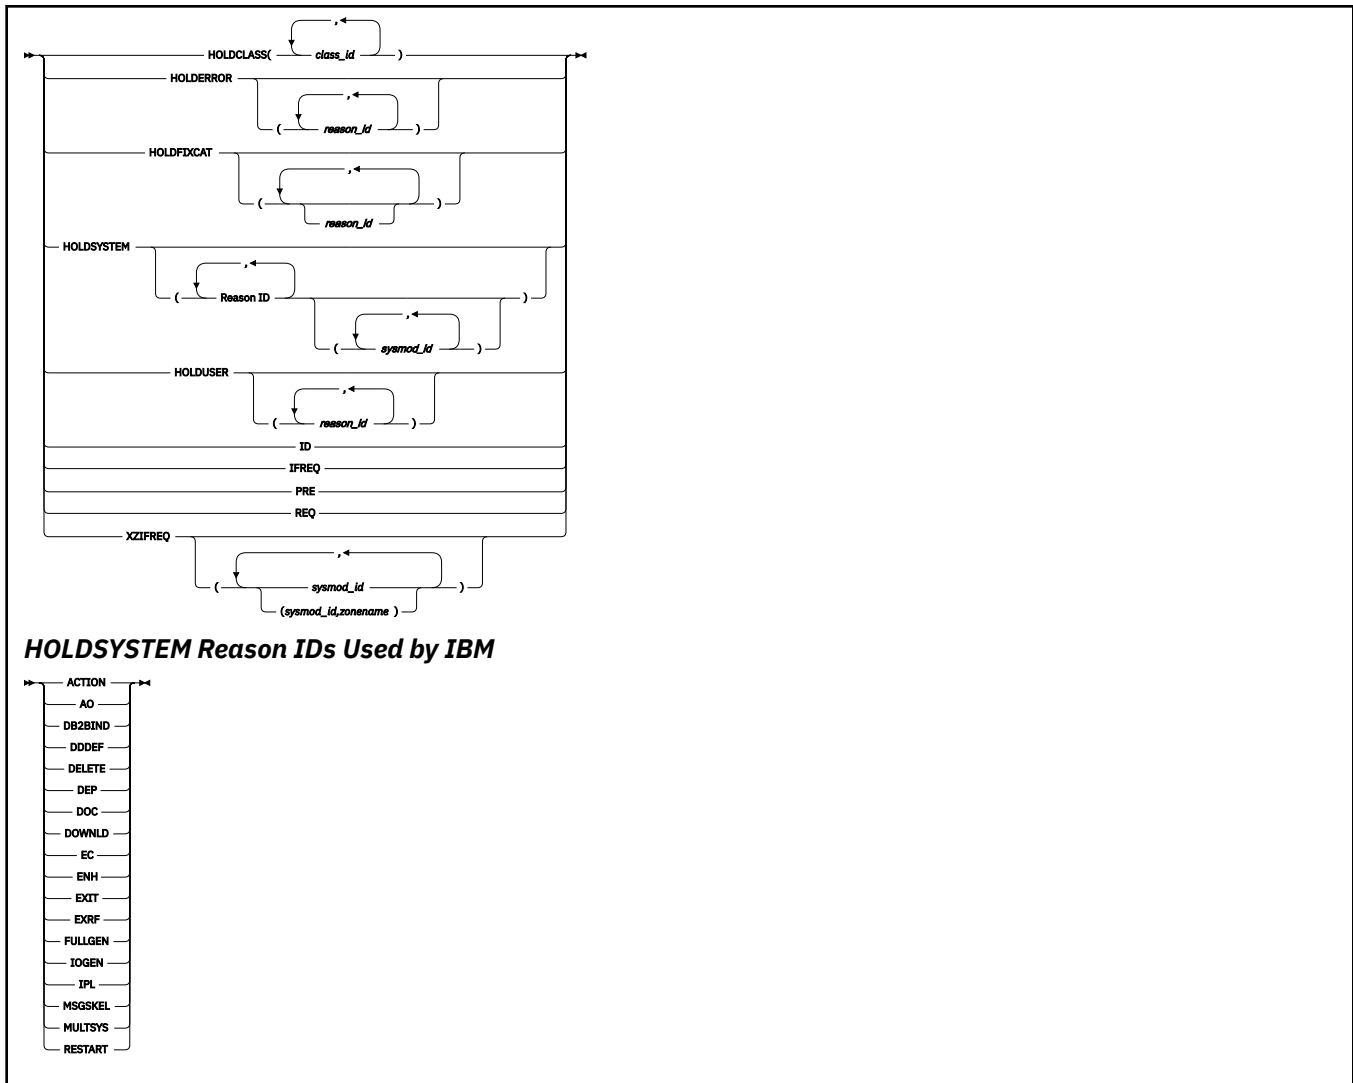 ,
HOLDCLASS( class_id )
HOLDERROR
,
( reason_id )
HOLDFIXCAT
,
( )
reason_id
HOLDSYSTEM
,
( Reason ID )
,
( sysmod_id )
HOLDUSER
,
( reason_id )
ID
IFREQ
PRE
REQ
XZIFREQ
,
( sysmod_id )
(sysmod_id,zonename )
HOLDSYSTEM Reason IDs Used by IBM
ACTION
AO
DB2BIND
DDDEF
DELETE
DEP
DOC
DOWNLD
EC
ENH
EXIT
EXRF
FULLGEN
IOGEN
IPL
MSGSKEL
MULTSYS
RESTART